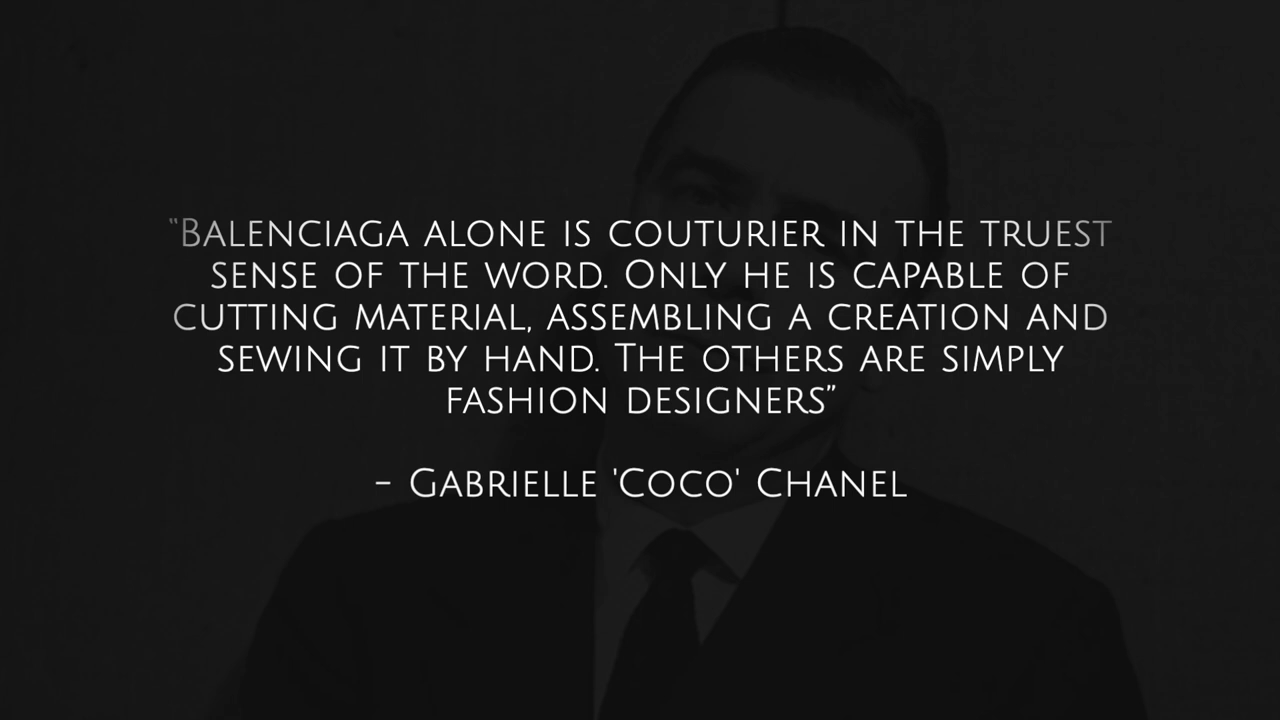 “Balenciaga alone is couturier in the truest
sense of the word. Only he is capable of
cutting material, assembling a creation and
sewing it by hand. The others are simply
fashion designers”
– Gabrielle 'Coco' Chanel